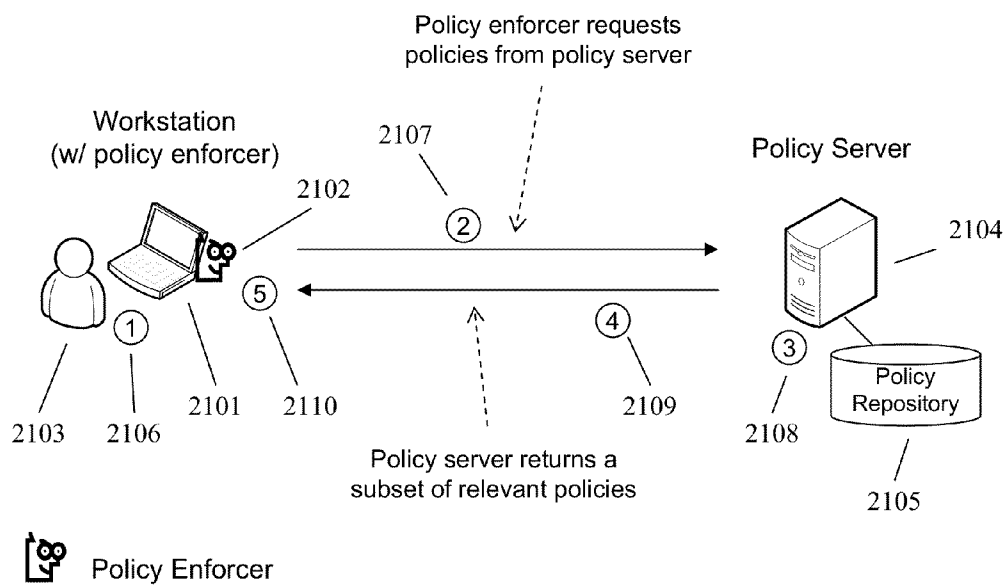 Policy enforcer requests
policies from policy server
Workstation
(w/ policy enforcer)
2107
Policy Server
2102
2
2104
5
4
1
3
Policy
Repository
2103
2106
2101
2110
2109
2108
2105
Policy server returns a
subset of relevant policies
Policy Enforcer